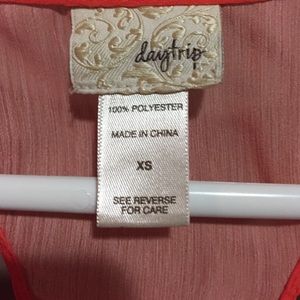 daytrip
100% POLYESTER
MADE IN CHINA
XS
SEE REVERSE
FOR CARE